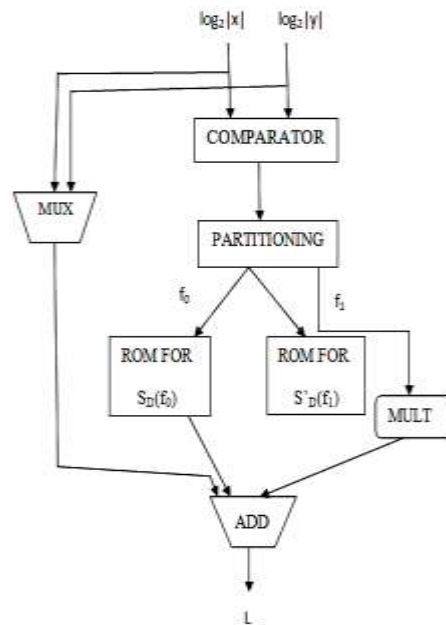 log₂|x| log₂|y|
COMPARATOR
MUX
PARTITIONING
f₀ f₁
ROM FOR ROM FOR
S_D(f₀) S'_D(f₁)
MULT
ADD
L